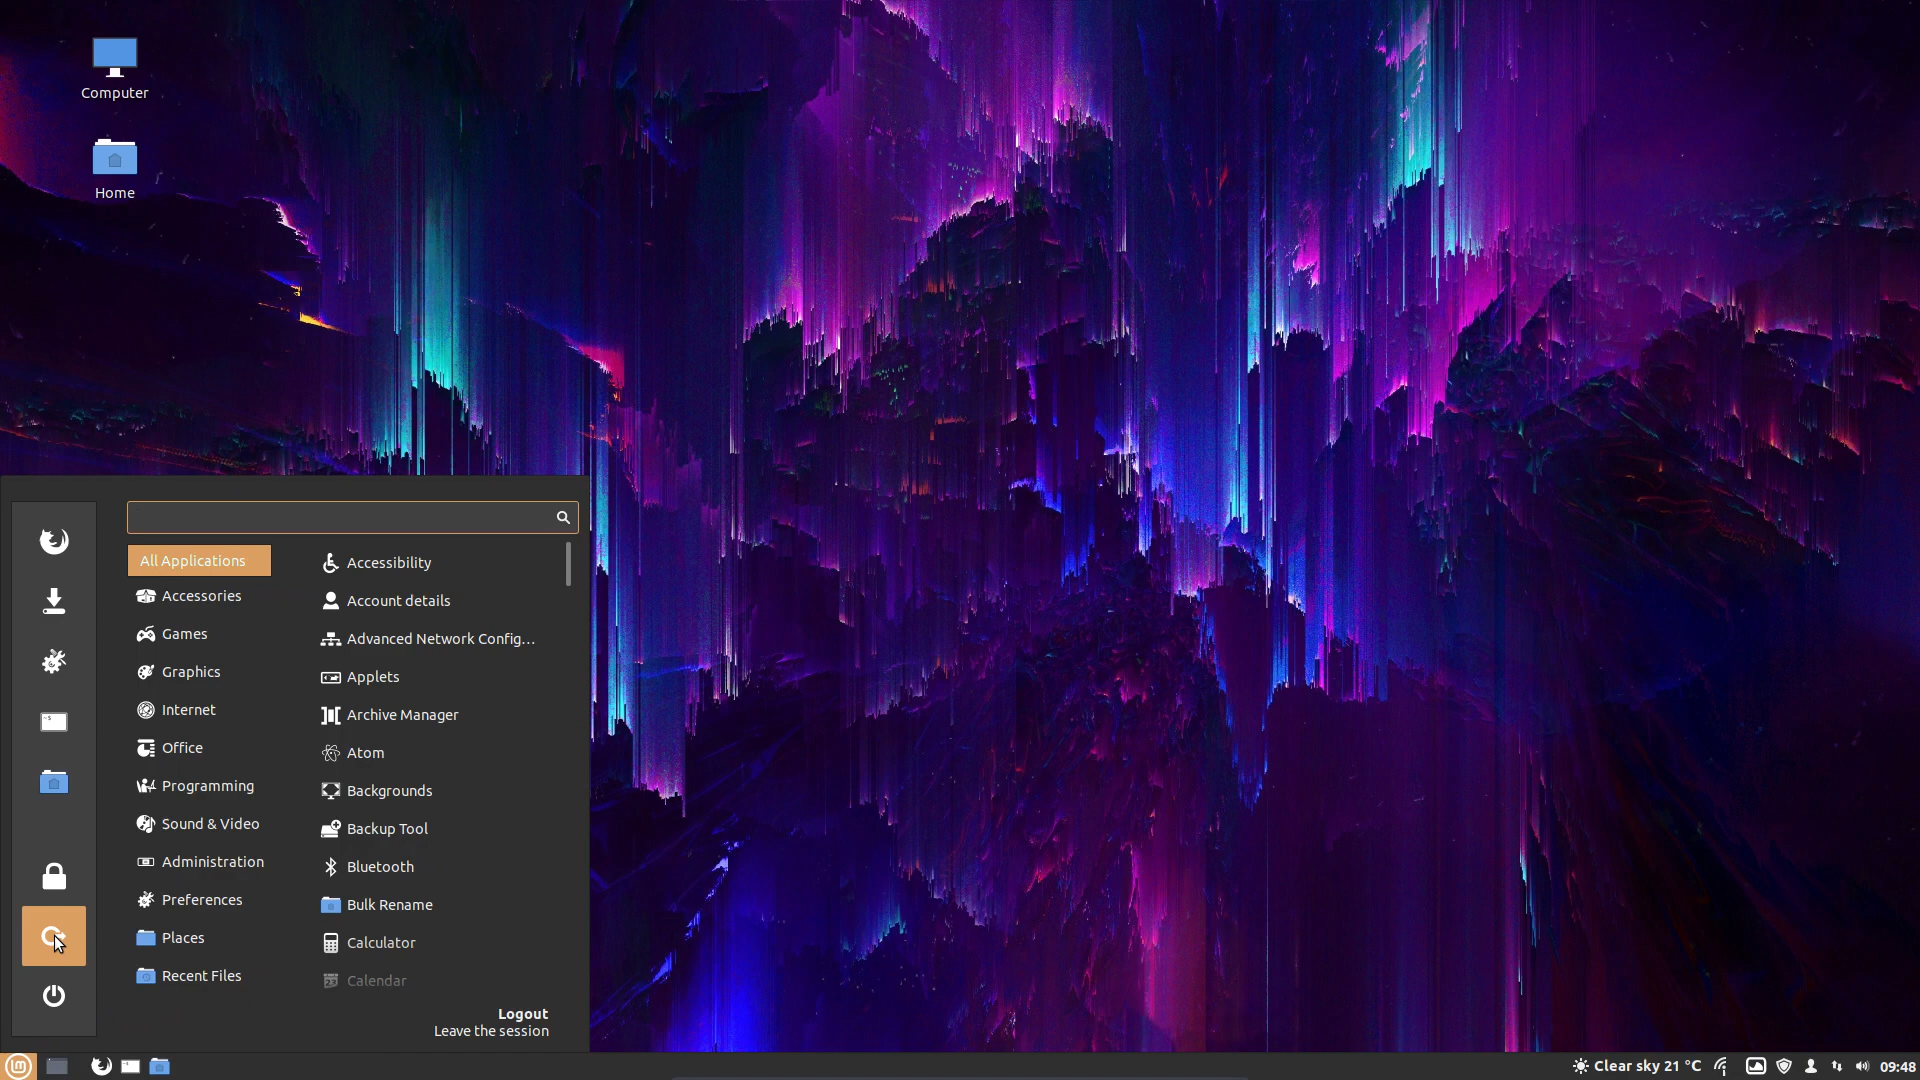 Computer
Home
All Applications
Accessories
Games
Graphics
Internet
Office
Programming
Sound & Video
Administration
Preferences
Places
Recent Files
Accessibility
Account details
Advanced Network Config…
Applets
Archive Manager
Atom
Backgrounds
Backup Tool
Bluetooth
Bulk Rename
Calculator
Calendar
Logout
Leave the session
Clear sky 21 °C
09:48